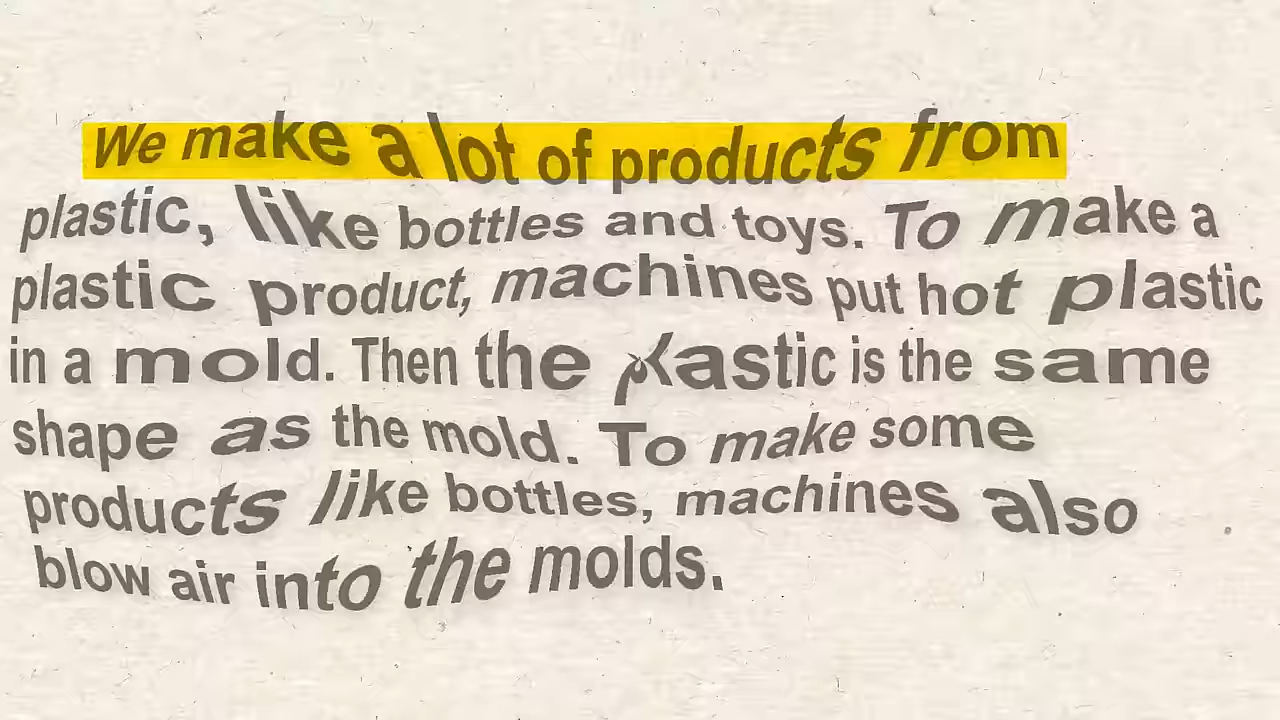 We make a lot of products from
plastic, like bottles and toys. To make a
plastic product, machines put hot plastic
in a mold. Then the plastic is the same
shape as the mold. To make some
products like bottles, machines also
blow air into the molds.